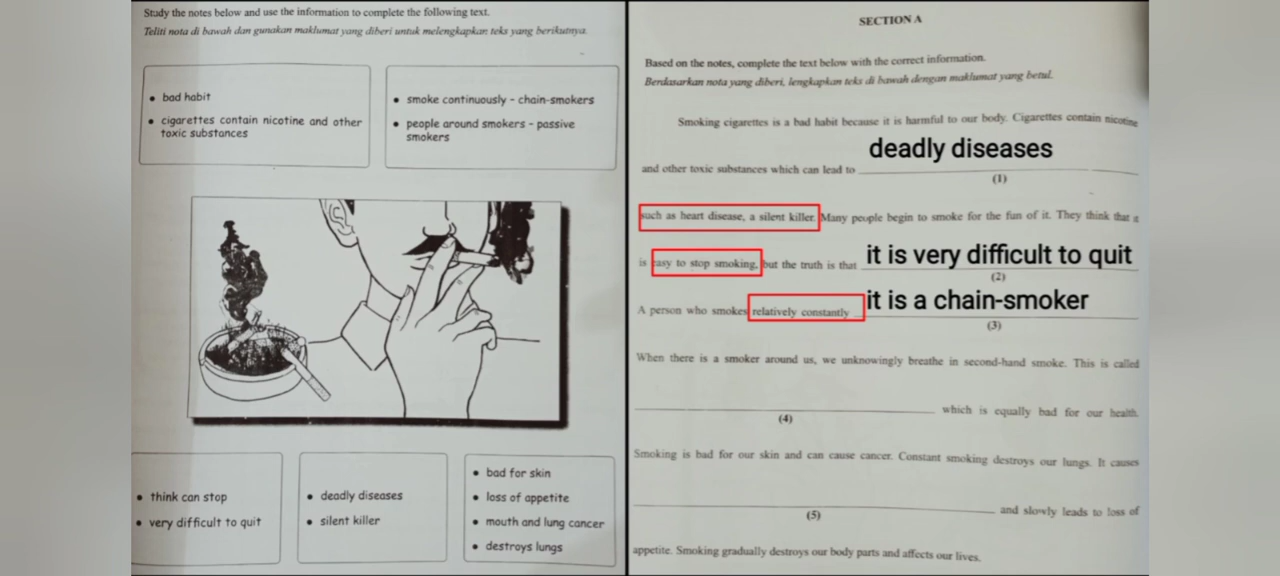 Study the notes below and use the information to complete the following text.
Teliti nota di bawah dan gunakan maklumat yang diberi untuk melengkapkan teks yang berikutnya.
• bad habit
• cigarettes contain nicotine and other
toxic substances
• smoke continuously - chain-smokers
• people around smokers - passive
smokers
• think can stop
• very difficult to quit
• deadly diseases
• silent killer
• bad for skin
• loss of appetite
• mouth and lung cancer
• destroys lungs
SECTION A
Based on the notes, complete the text below with the correct information.
Berdasarkan nota yang diberi, lengkapkan teks di bawah dengan maklumat yang betul.
Smoking cigarettes is a bad habit because it is harmful to our body. Cigarettes contain nicotine
deadly diseases
and other toxic substances which can lead to
(1)
such as heart disease, a silent killer. Many people begin to smoke for the fun of it. They think that it
is easy to stop smoking, but the truth is that it is very difficult to quit
(2)
A person who smokes relatively constantly it is a chain-smoker
(3)
When there is a smoker around us, we unknowingly breathe in second-hand smoke. This is called
which is equally bad for our health.
(4)
Smoking is bad for our skin and can cause cancer. Constant smoking destroys our lungs. It causes
and slowly leads to loss of
(5)
appetite. Smoking gradually destroys our body parts and affects our lives.